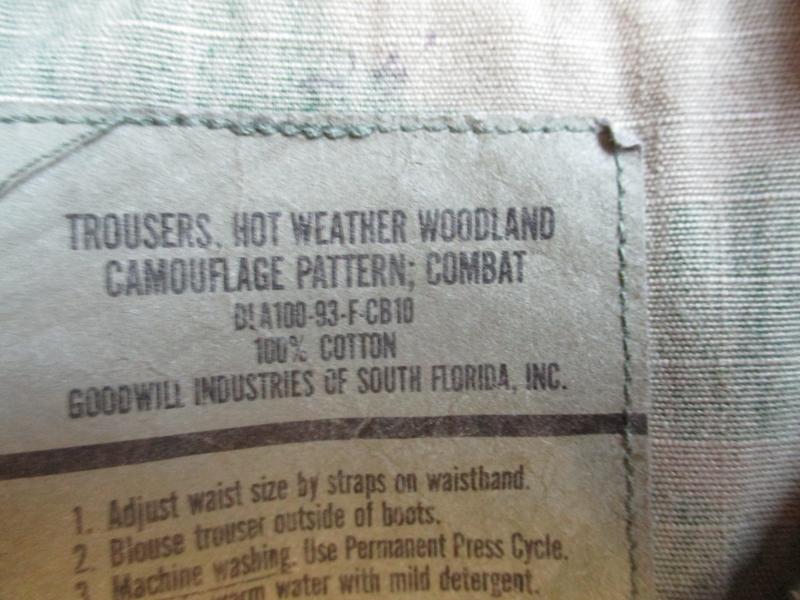 TROUSERS, HOT WEATHER WOODLAND
CAMOUFLAGE PATTERN; COMBAT
DLA100-93-F-CB10
100% COTTON
GOODWILL INDUSTRIES OF SOUTH FLORIDA, INC.
1. Adjust waist size by straps on waistband.
2. Blouse trouser outside of boots.
3. Machine washing. Use Permanent Press Cycle.
warm water with mild detergent.